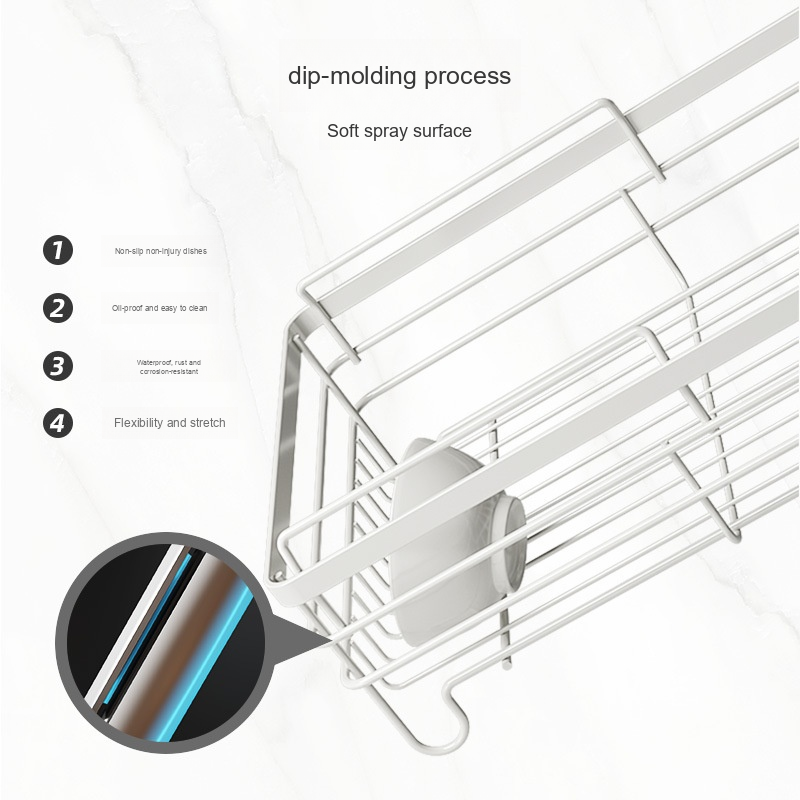 dip-molding process
Soft spray surface
1
Non-slip non-injury dishes
2
Oil-proof and easy to clean
3
Waterproof, rust and
corrosion-resistant
4
Flexibility and stretch